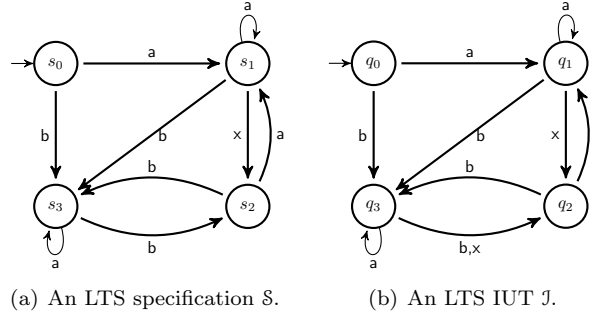 a a
s₀ a s₁ q₀ a q₁
b b x a b b x
b b
s₃ s₂ q₃ q₂
a b a b,x
(a) An LTS specification 𝒮. (b) An LTS IUT ℐ.